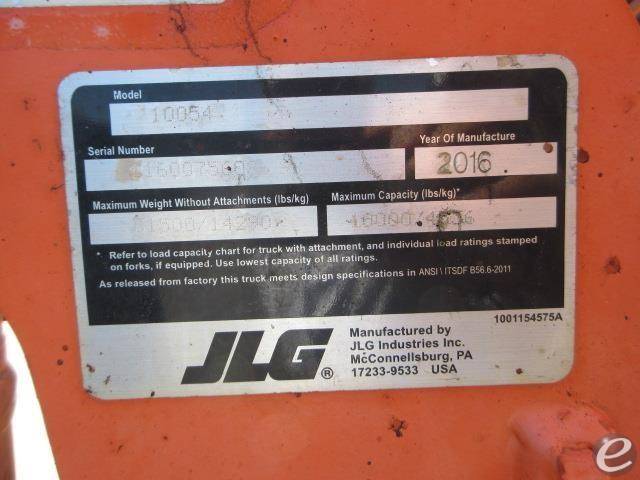 Model
10054
Serial Number
Year Of Manufacture
2016
Maximum Weight Without Attachments (lbs/kg)
Maximum Capacity (lbs/kg)*
10000/4536
* Refer to load capacity chart for truck with attachment, and individual load ratings stamped
on forks, if equipped. Use lowest capacity of all ratings.
As released from factory this truck meets design specifications in ANSI \ ITSDF B56.6-2011
1001154575A
JLG ®
Manufactured by
JLG Industries Inc.
McConnellsburg, PA
17233-9533 USA
e